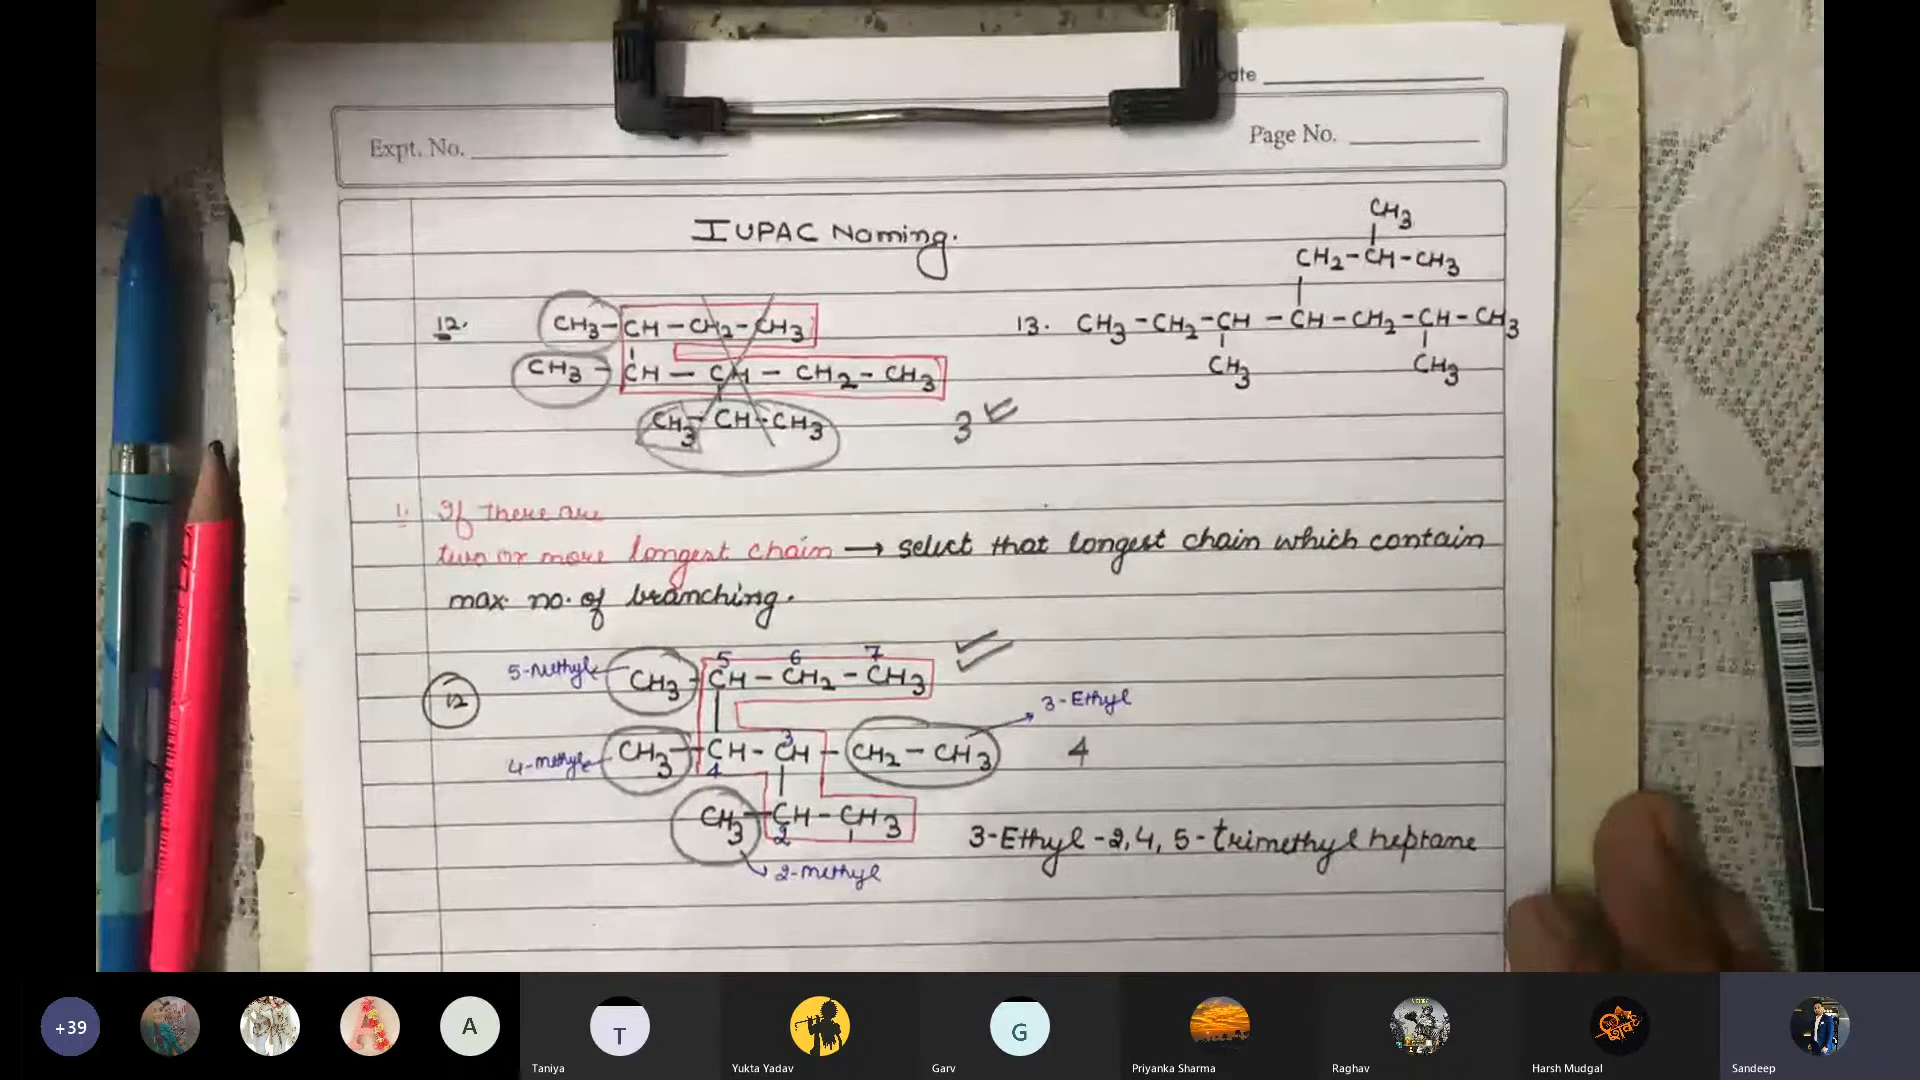 Date
Expt. No.
Page No.
IUPAC Naming.
12. CH3-CH-CH2-CH3
CH3-CH-CH-CH2-CH3
CH3-CH-CH3
3
CH3
CH2-CH-CH3
13. CH3-CH2-CH-CH-CH2-CH-CH3
CH3 CH3
1. If there are
two or more longest chain → select that longest chain which contain
max no. of branching.
5 6 7
5-Methyl CH3-CH-CH2-CH3
12
3-Ethyl
3
4-methyl CH3-CH-CH-CH2-CH3 4
4
CH3-CH-CH3
2
2-methyl
3-Ethyl-2,4,5-trimethyl heptane
+39
A
T
G
Taniya
Yukta Yadav
Garv
Priyanka Sharma
Raghav
Harsh Mudgal
Sandeep